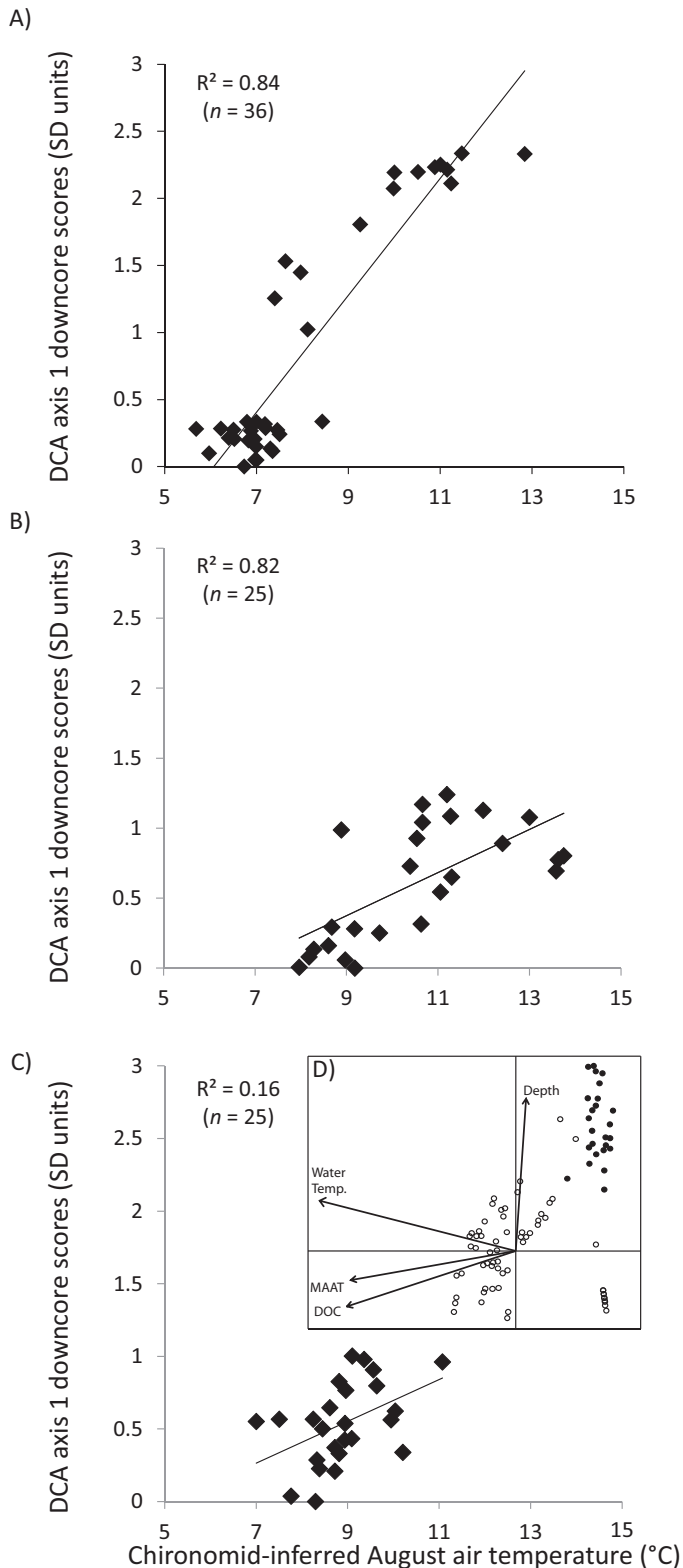 A)
DCA axis 1 downcore scores (SD units)
R² = 0.84
(n = 36)
3
2.5
2
1.5
1
0.5
0
5 7 9 11 13 15
B)
DCA axis 1 downcore scores (SD units)
R² = 0.82
(n = 25)
3
2.5
2
1.5
1
0.5
0
5 7 9 11 13 15
C)
DCA axis 1 downcore scores (SD units)
R² = 0.16
(n = 25)
3
2.5
2
1.5
1
0.5
0
5 7 9 11 13 15
D)
Depth
Water
Temp.
MAAT
DOC
Chironomid-inferred August air temperature (°C)